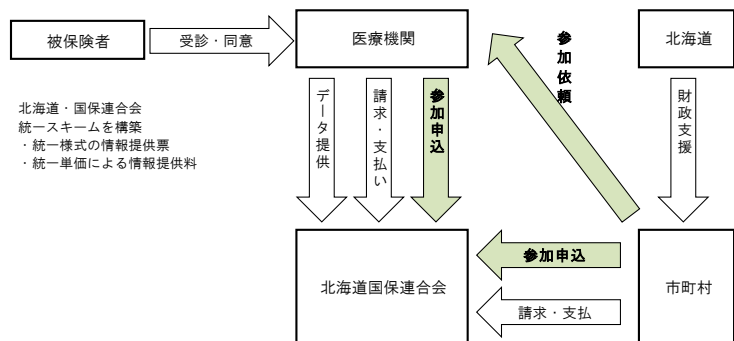 被保険者
受診・同意
医療機関
参加依頼
北海道
北海道・国保連合会
統一スキームを構築
・統一様式の情報提供票
・統一単価による情報提供料
データ提供
請求・支払い
参加申込
財政支援
北海道国保連合会
参加申込
請求・支払
市町村